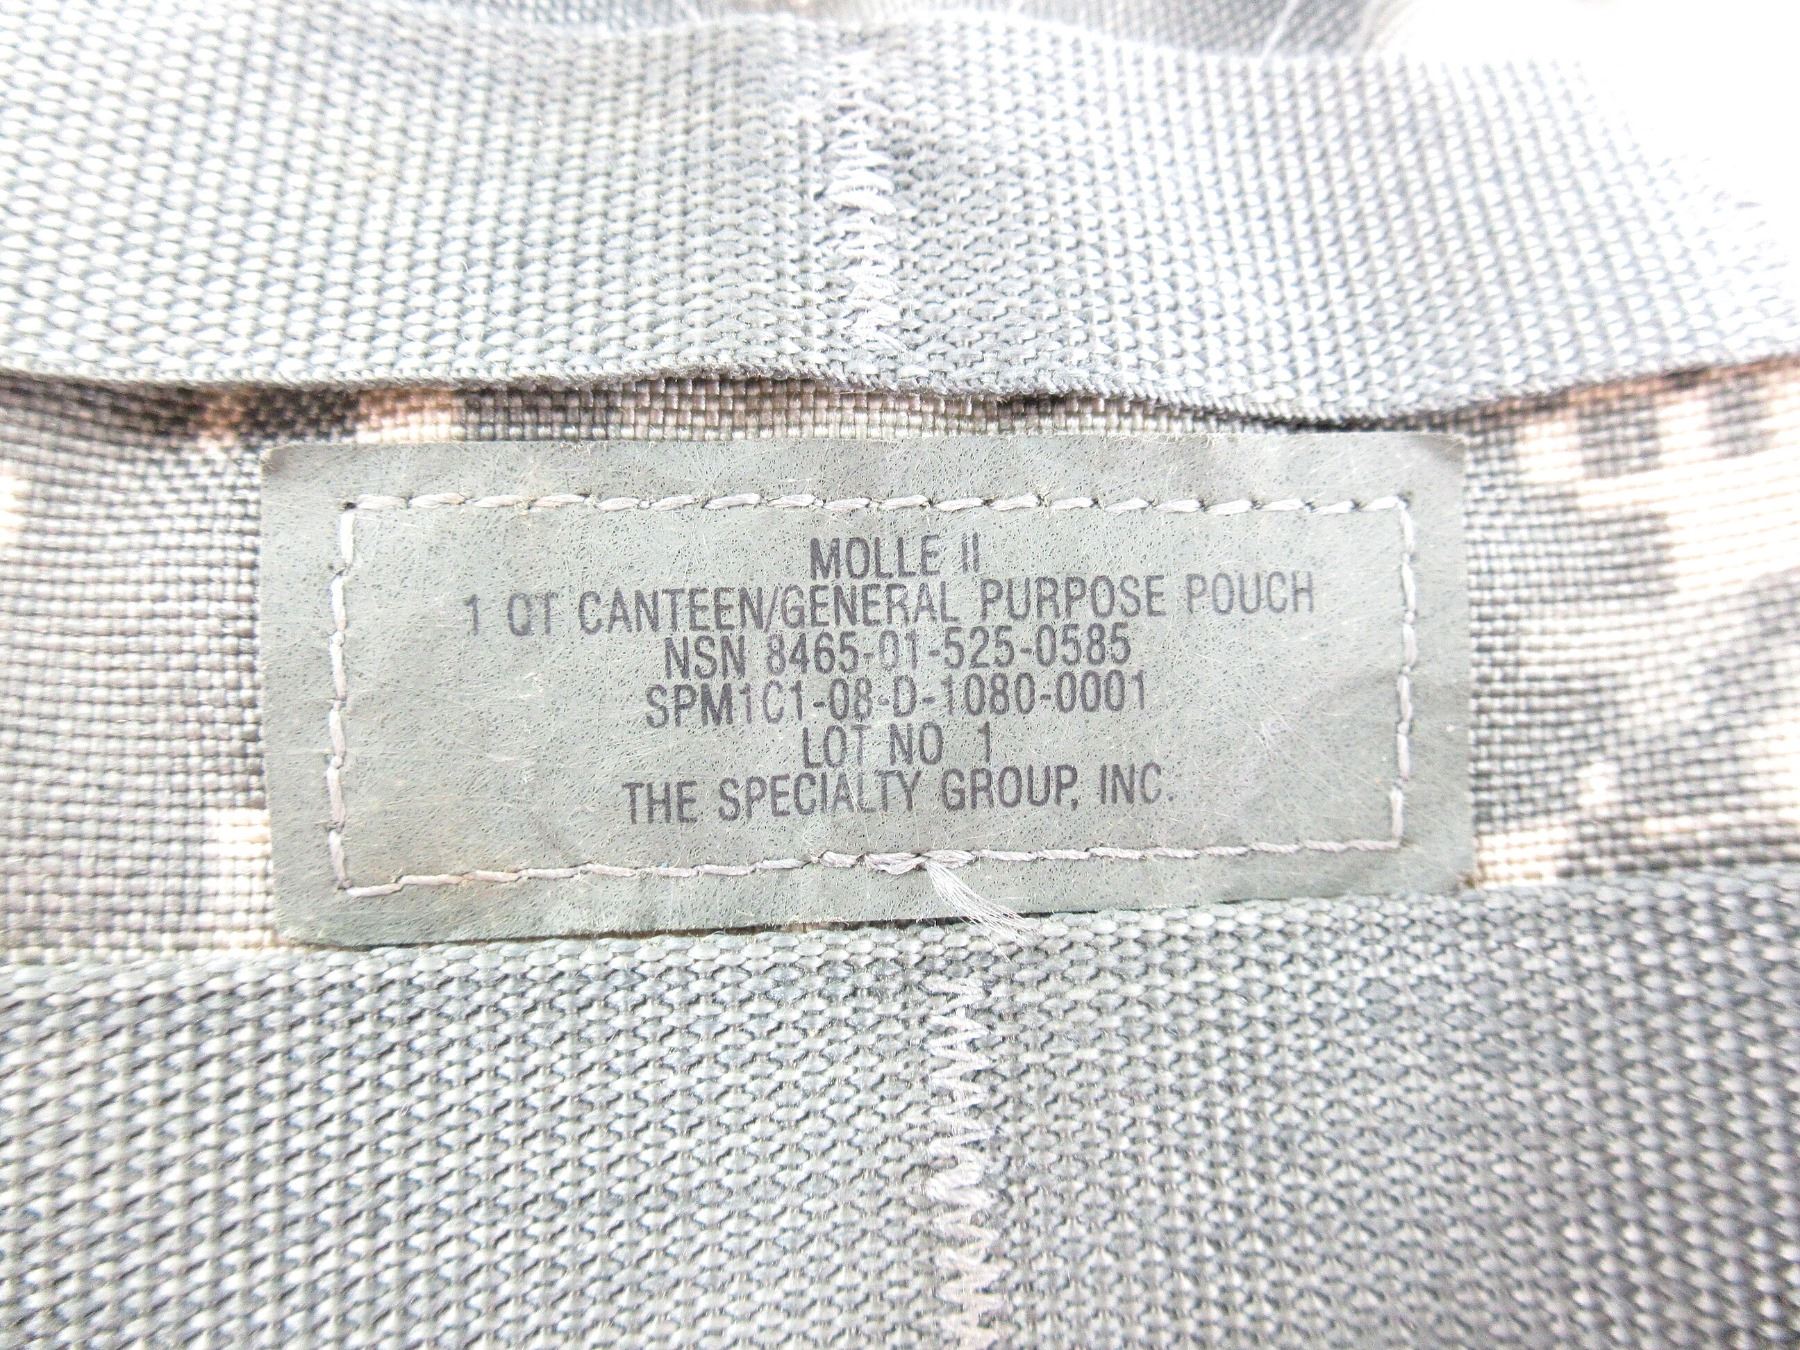 MOLLE II
1 QT CANTEEN/GENERAL PURPOSE POUCH
NSN 8465-01-525-0585
SPM1C1-08-D-1080-0001
LOT NO 1
THE SPECIALTY GROUP, INC.